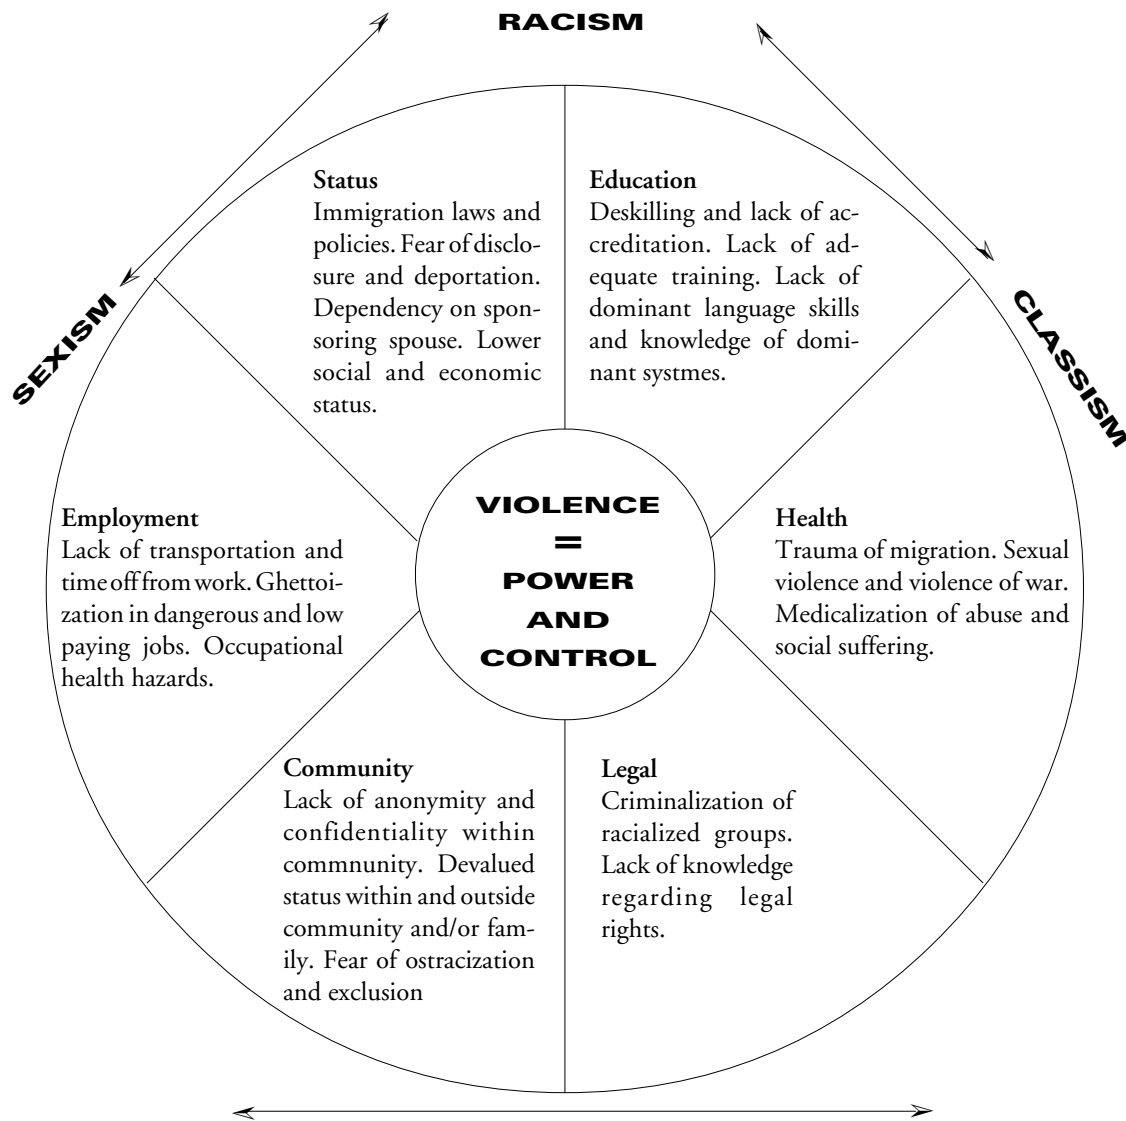 RACISM
SEXISM
CLASSISM
Status
Immigration laws and
policies. Fear of disclo-
sure and deportation.
Dependency on spon-
soring spouse. Lower
social and economic
status.
Education
Deskilling and lack of ac-
creditation. Lack of ad-
equate training. Lack of
dominant language skills
and knowledge of domi-
nant systmes.
Employment
Lack of transportation and
time off from work. Ghettoi-
zation in dangerous and low
paying jobs. Occupational
health hazards.
VIOLENCE
=
POWER
AND
CONTROL
Health
Trauma of migration. Sexual
violence and violence of war.
Medicalization of abuse and
social suffering.
Community
Lack of anonymity and
confidentiality within
commnunity. Devalued
status within and outside
community and/or fam-
ily. Fear of ostracization
and exclusion
Legal
Criminalization of
racialized groups.
Lack of knowledge
regarding legal
rights.